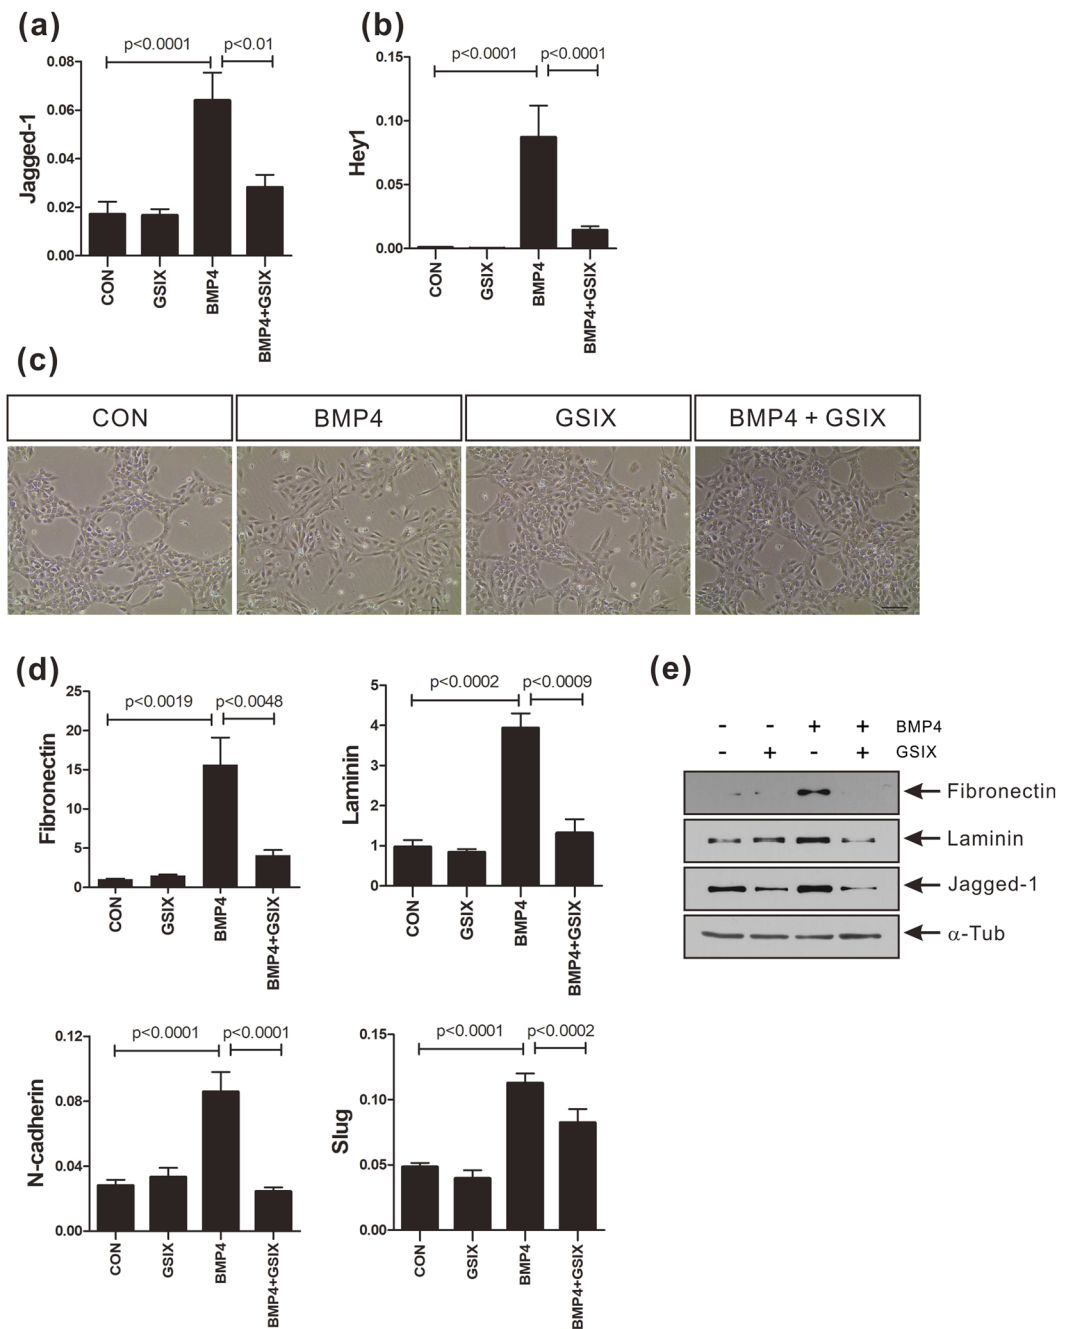 (a)
p<0.0001 p<0.01
Jagged-1
0.08
0.06
0.04
0.02
0.00
CON GSIX BMP4 BMP4+GSIX
(b)
p<0.0001 p<0.0001
Hey1
0.15
0.10
0.05
0.00
CON GSIX BMP4 BMP4+GSIX
(c)
CON BMP4 GSIX BMP4 + GSIX
(d)
p<0.0019 p<0.0048
Fibronectin
25
20
15
10
5
0
CON GSIX BMP4 BMP4+GSIX
p<0.0002 p<0.0009
Laminin
5
4
3
2
1
0
CON GSIX BMP4 BMP4+GSIX
p<0.0001 p<0.0001
N-cadherin
0.12
0.08
0.04
0.00
CON GSIX BMP4 BMP4+GSIX
p<0.0001 p<0.0002
Slug
0.15
0.10
0.05
0.00
CON GSIX BMP4 BMP4+GSIX
(e)
- - + + BMP4
- + - + GSIX
Fibronectin
Laminin
Jagged-1
α-Tub